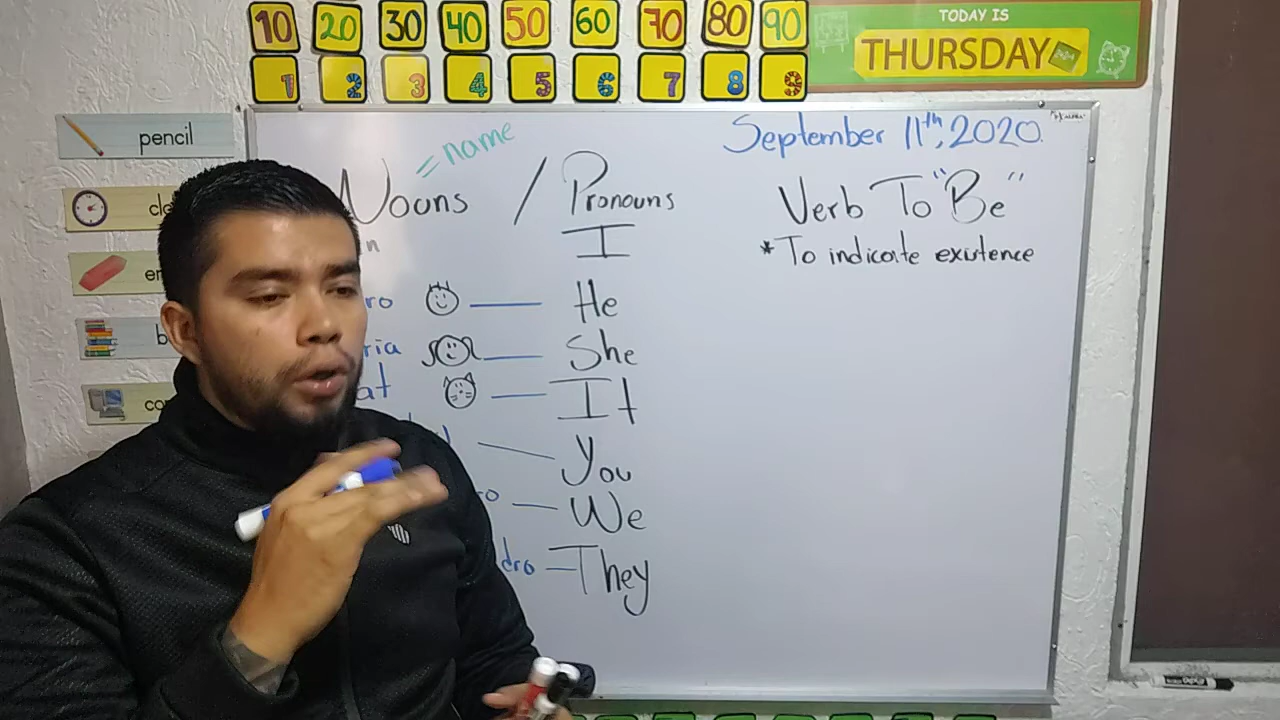 10 20 30 40 50 60 70 80 90
1 2 3 4 5 6 7 8 9
TODAY IS
THURSDAY
pencil
September 11th, 2020.
= name
Nouns / Pronouns
Verb To "Be"
I
* To indicate existence
He
She
It
You
We
They